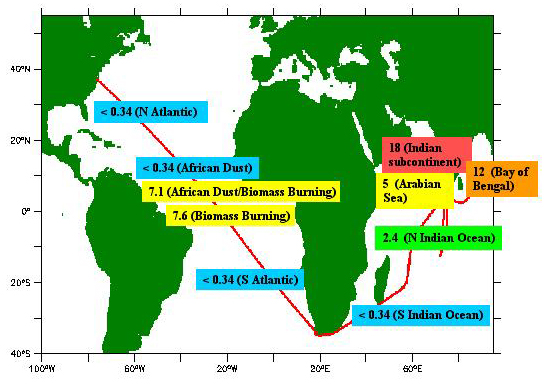 40°N
< 0.34 (N Atlantic)
20°N
18 (Indian
subcontinent)
< 0.34 (African Dust)
12 (Bay of
Bengal)
7.1 (African Dust/Biomass Burning)
5 (Arabian
Sea)
0°
7.6 (Biomass Burning)
2.4 (N Indian Ocean)
20°S
< 0.34 (S Atlantic)
< 0.34 (S Indian Ocean)
40°S
100°W
60°W
20°W
20°E
60°E